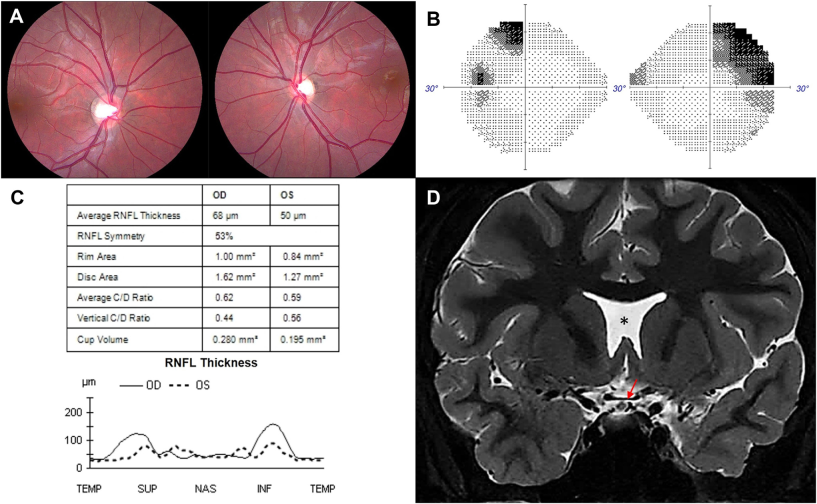 A
B
30°
30°
30°
C
OD OS
Average RNFL Thickness 68 µm 50 µm
RNFL Symmetry 53%
Rim Area 1.00 mm² 0.84 mm²
Disc Area 1.62 mm² 1.27 mm²
Average C/D Ratio 0.62 0.59
Vertical C/D Ratio 0.44 0.56
Cup Volume 0.280 mm³ 0.195 mm³
RNFL Thickness
µm
OD OS
200
100
0
TEMP SUP NAS INF TEMP
D
*